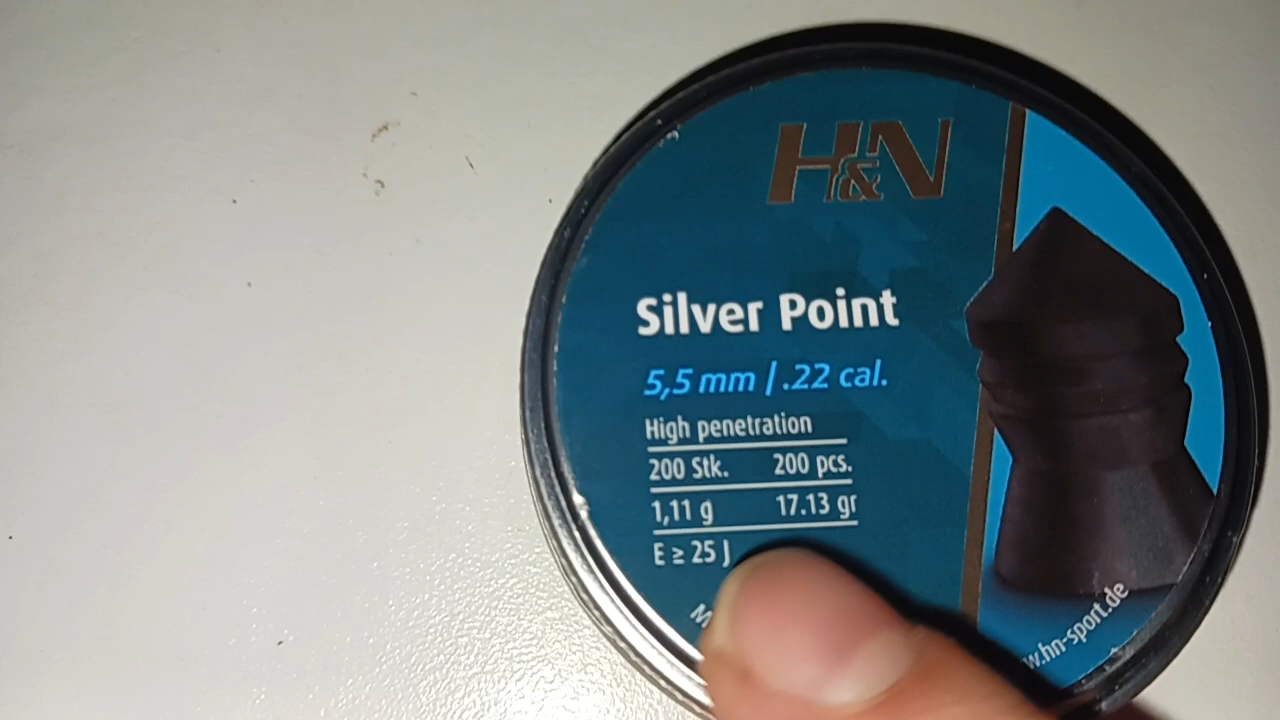 H&N
Silver Point
5,5 mm / .22 cal.
High penetration
200 Stk. 200 pcs.
1,11 g 17.13 gr
E ≥ 25 J
w.hn-sport.de